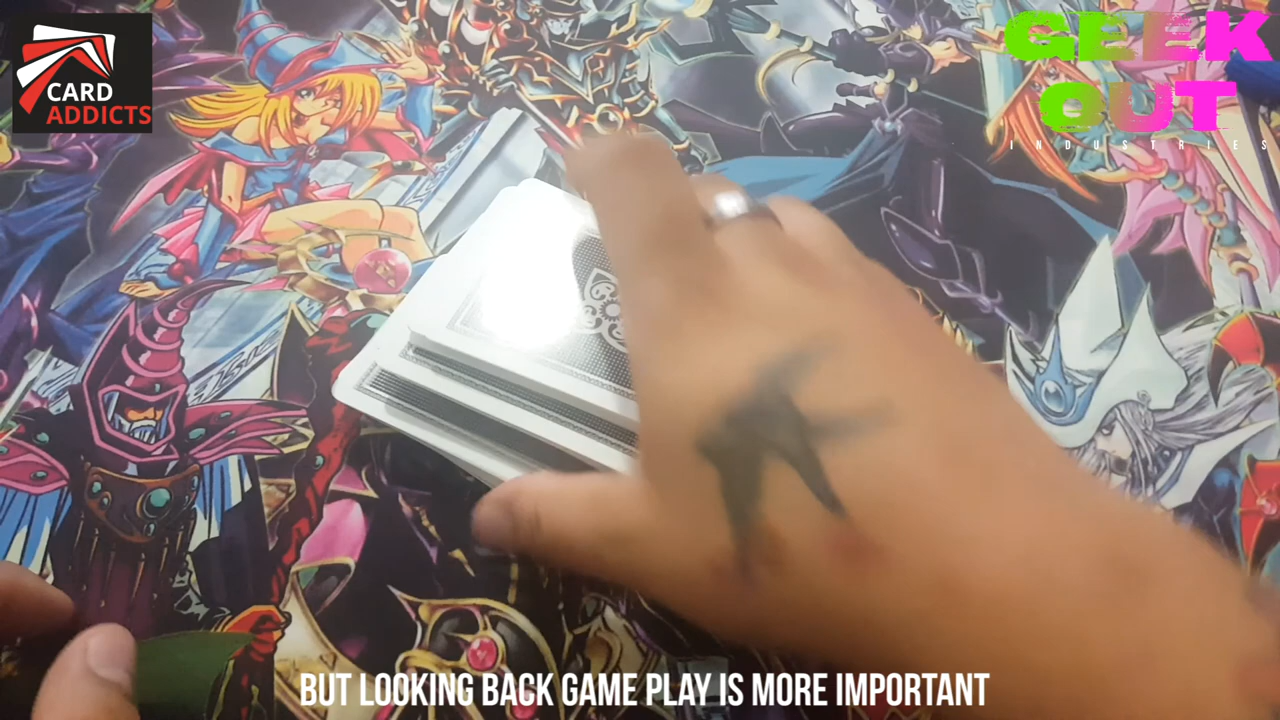 CARD
ADDICTS
GEEK
OUT
INDUSTRIES
BUT LOOKING BACK GAME PLAY IS MORE IMPORTANT